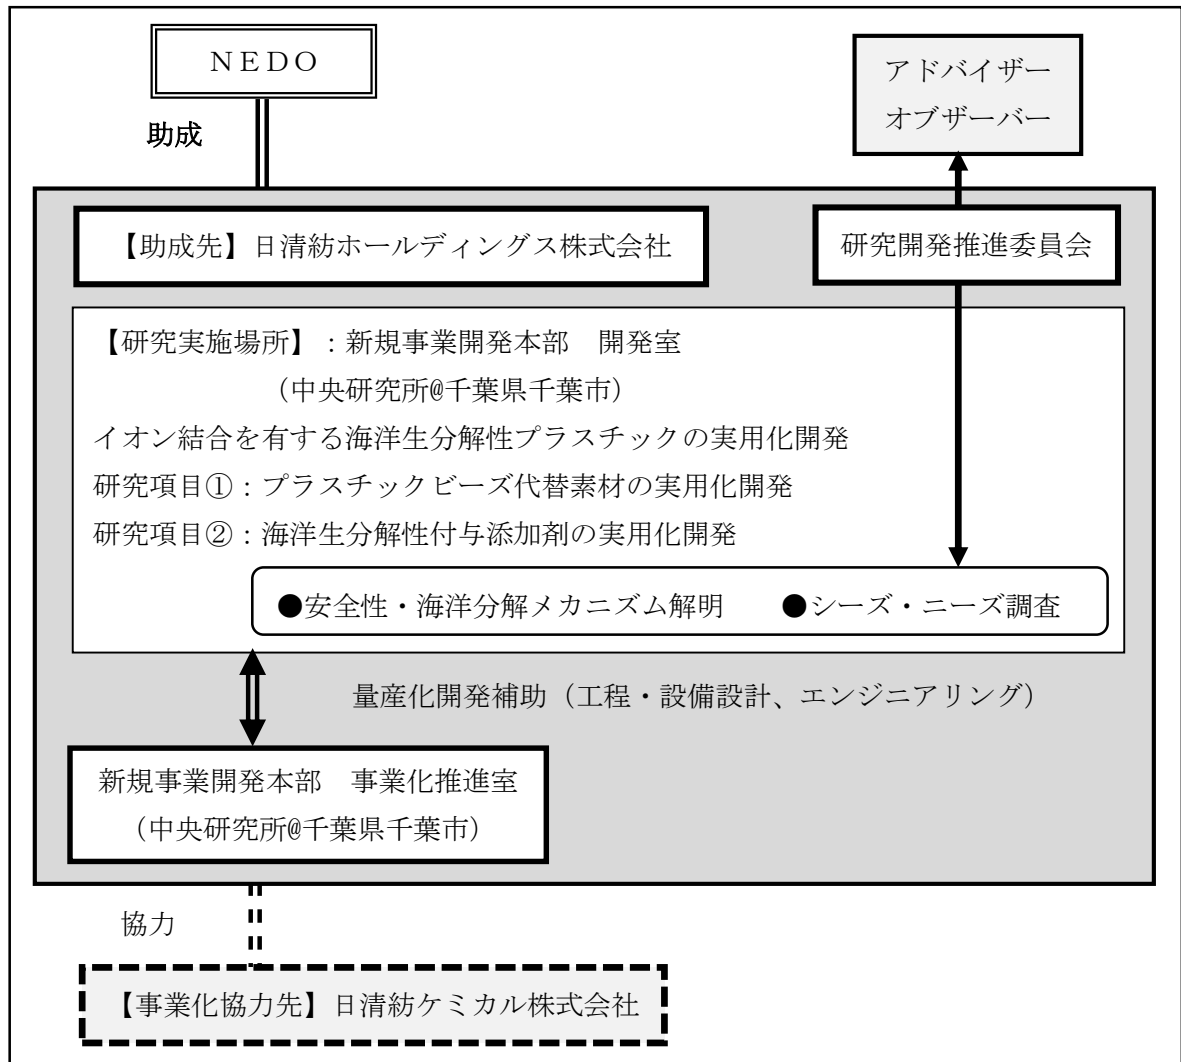 NEDO
アドバイザー
オブザーバー
助成
【助成先】日清紡ホールディングス株式会社
研究開発推進委員会
【研究実施場所】：新規事業開発本部　開発室
（中央研究所@千葉県千葉市）
イオン結合を有する海洋生分解性プラスチックの実用化開発
研究項目①：プラスチックビーズ代替素材の実用化開発
研究項目②：海洋生分解性付与添加剤の実用化開発
●安全性・海洋分解メカニズム解明　●シーズ・ニーズ調査
量産化開発補助（工程・設備設計、エンジニアリング）
新規事業開発本部　事業化推進室
（中央研究所@千葉県千葉市）
協力
【事業化協力先】日清紡ケミカル株式会社